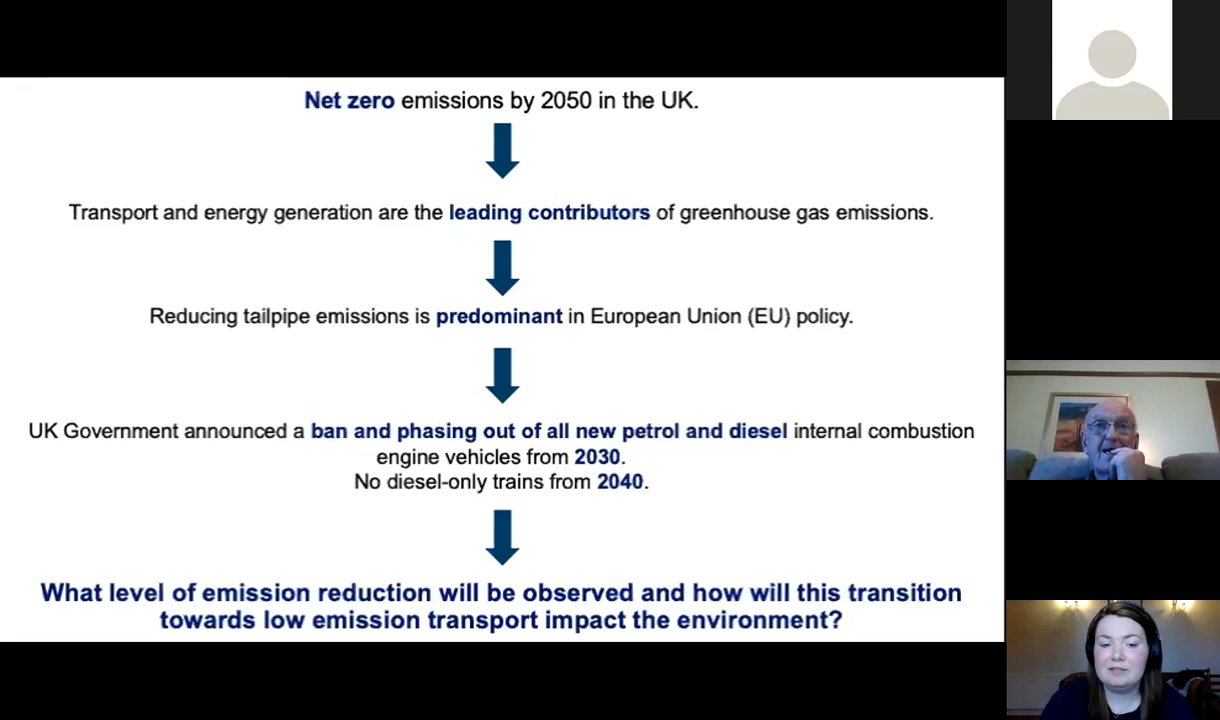 Net zero emissions by 2050 in the UK.
Transport and energy generation are the leading contributors of greenhouse gas emissions.
Reducing tailpipe emissions is predominant in European Union (EU) policy.
UK Government announced a ban and phasing out of all new petrol and diesel internal combustion
engine vehicles from 2030.
No diesel-only trains from 2040.
What level of emission reduction will be observed and how will this transition
towards low emission transport impact the environment?